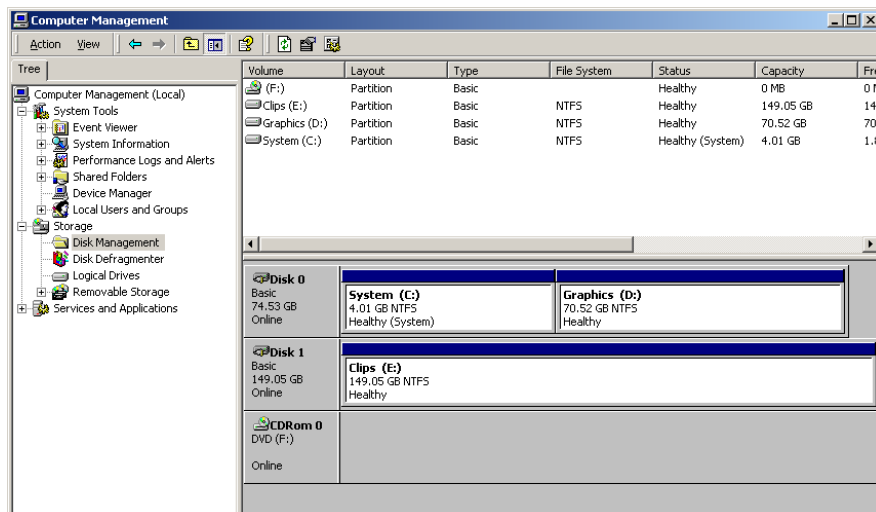 Computer Management
Action View
Tree
Computer Management (Local)
System Tools
Event Viewer
System Information
Performance Logs and Alerts
Shared Folders
Device Manager
Local Users and Groups
Storage
Disk Management
Disk Defragmenter
Logical Drives
Removable Storage
Services and Applications
Volume Layout Type File System Status Capacity
(F:) Partition Basic Healthy 0 MB
Clips (E:) Partition Basic NTFS Healthy 149.05 GB
Graphics (D:) Partition Basic NTFS Healthy 70.52 GB
System (C:) Partition Basic NTFS Healthy (System) 4.01 GB
Disk 0
Basic
74.53 GB
Online
System (C:)
4.01 GB NTFS
Healthy (System)
Graphics (D:)
70.52 GB NTFS
Healthy
Disk 1
Basic
149.05 GB
Online
Clips (E:)
149.05 GB NTFS
Healthy
CDRom 0
DVD (F:)
Online